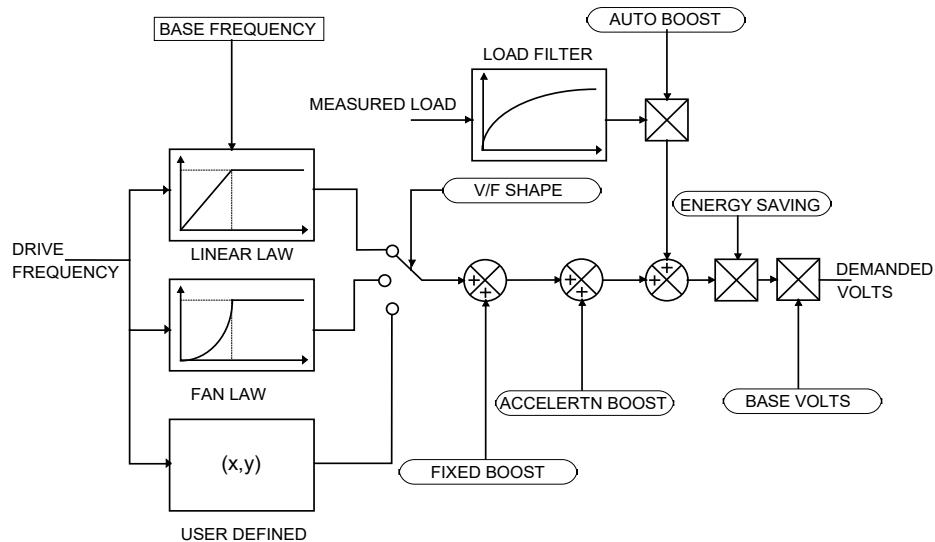 BASE FREQUENCY
AUTO BOOST
LOAD FILTER
MEASURED LOAD
V/F SHAPE
ENERGY SAVING
LINEAR LAW
DRIVE
FREQUENCY
DEMANDED
VOLTS
+
+
+
+
+
+
FAN LAW
ACCELERTN BOOST
BASE VOLTS
(x,y)
FIXED BOOST
USER DEFINED